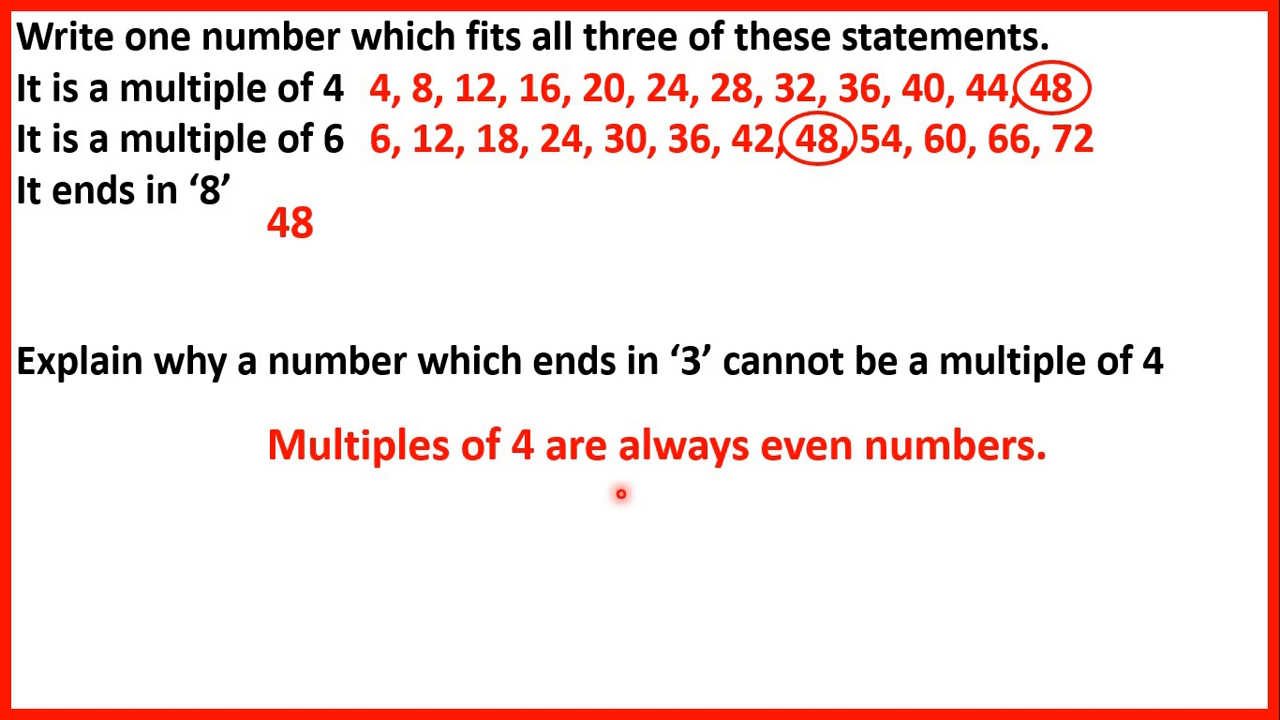 Write one number which fits all three of these statements.
It is a multiple of 4 4, 8, 12, 16, 20, 24, 28, 32, 36, 40, 44, 48
It is a multiple of 6 6, 12, 18, 24, 30, 36, 42, 48, 54, 60, 66, 72
It ends in ‘8’
48
Explain why a number which ends in ‘3’ cannot be a multiple of 4
Multiples of 4 are always even numbers.